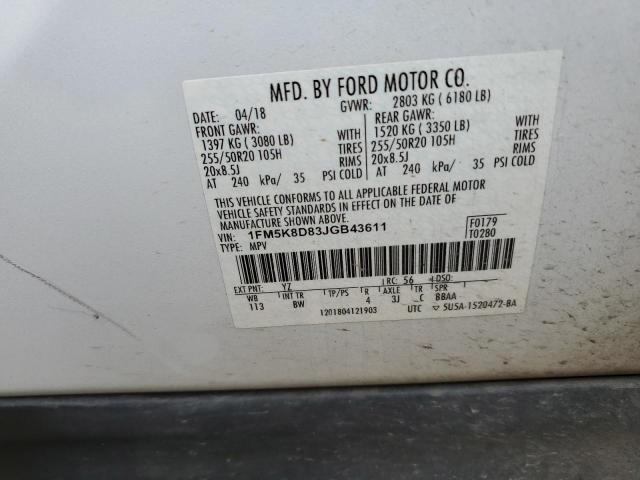 MFD. BY FORD MOTOR CO.
DATE: 04/18 GVWR: 2803 KG ( 6180 LB)
FRONT GAWR: REAR GAWR:
1397 KG ( 3080 LB) WITH 1520 KG ( 3350 LB) WITH
255/50R20 105H TIRES 255/50R20 105H TIRES
20x8.5J RIMS 20x8.5J RIMS
AT 240 kPa/ 35 PSI COLD AT 240 kPa/ 35 PSI COLD
THIS VEHICLE CONFORMS TO ALL APPLICABLE FEDERAL MOTOR
VEHICLE SAFETY STANDARDS IN EFFECT ON THE DATE OF
MANUFACTURE SHOWN ABOVE.
VIN: 1FM5K8D83JGB43611 F0179
TYPE: MPV T0280
EXT PNT: YZ RC: 56 DSO:
WB INT TR TP/PS R AXLE TR SPR
113 BW 4 3J C BBAA
1201804121903 UTC ▽ 5U5A-1520472-BA